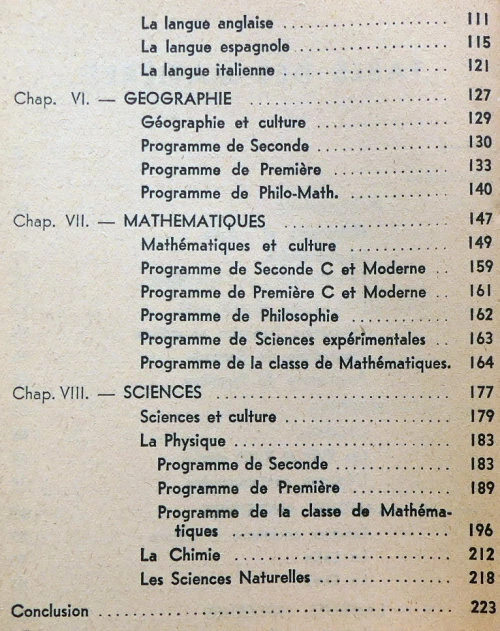 La langue anglaise .................... 111
La langue espagnole .................... 115
La langue italienne .................... 121
Chap. VI. — GEOGRAPHIE .................... 127
Géographie et culture .................... 129
Programme de Seconde .................... 130
Programme de Première .................... 133
Programme de Philo-Math. .................... 140
Chap. VII. — MATHEMATIQUES .................... 147
Mathématiques et culture .................... 149
Programme de Seconde C et Moderne .. 159
Programme de Première C et Moderne .. 161
Programme de Philosophie .................... 162
Programme de Sciences expérimentales .. 163
Programme de la classe de Mathématiques. 164
Chap. VIII. — SCIENCES .................... 177
Sciences et culture .................... 179
La Physique .................... 183
Programme de Seconde .................... 183
Programme de Première .................... 189
Programme de la classe de Mathéma-
tiques .................... 196
La Chimie .................... 212
Les Sciences Naturelles .................... 218
Conclusion .................... 223